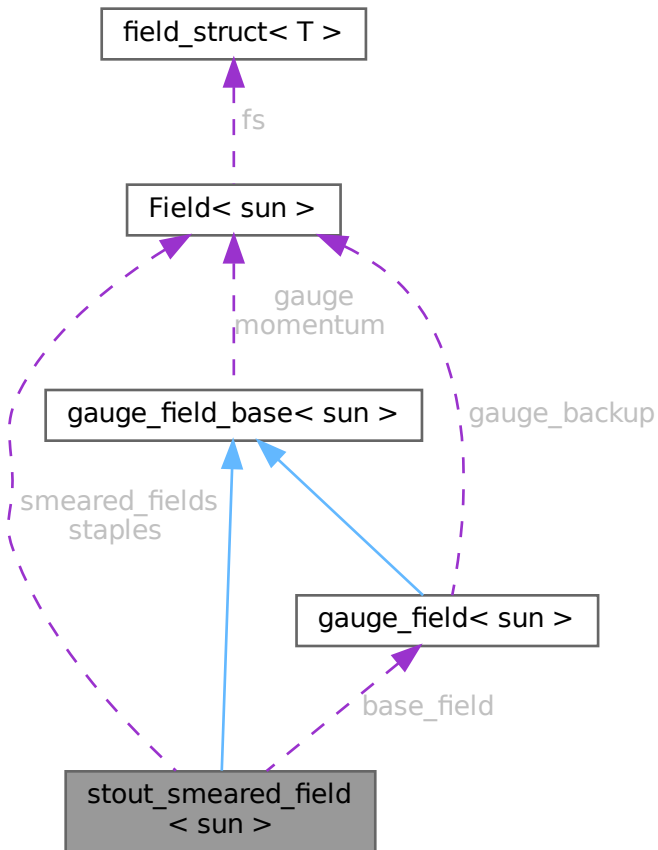 field_struct< T >
fs
Field< sun >
gauge
momentum
gauge_field_base< sun >
gauge_backup
smeared_fields
staples
gauge_field< sun >
base_field
stout_smeared_field
< sun >